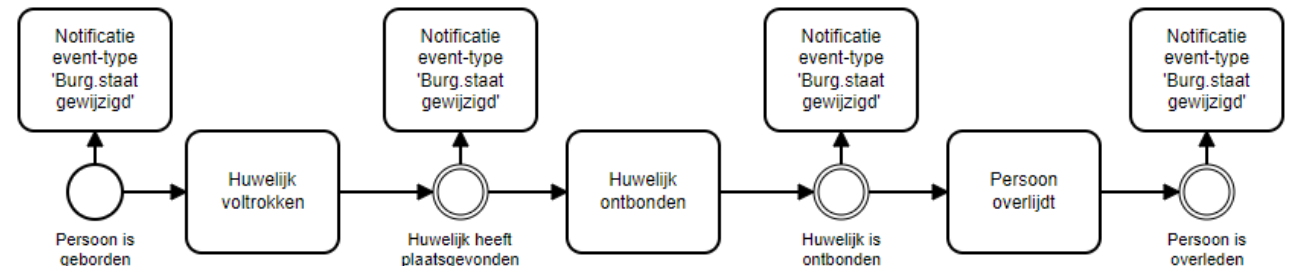 Notificatie
event-type
'Burg.staat
gewijzigd'
Notificatie
event-type
'Burg.staat
gewijzigd'
Notificatie
event-type
'Burg.staat
gewijzigd'
Notificatie
event-type
'Burg.staat
gewijzigd'
Huwelijk
voltrokken
Huwelijk
ontbonden
Persoon
overlijdt
Persoon is
geborden
Huwelijk heeft
plaatsgevonden
Huwelijk is
ontbonden
Persoon is
overleden